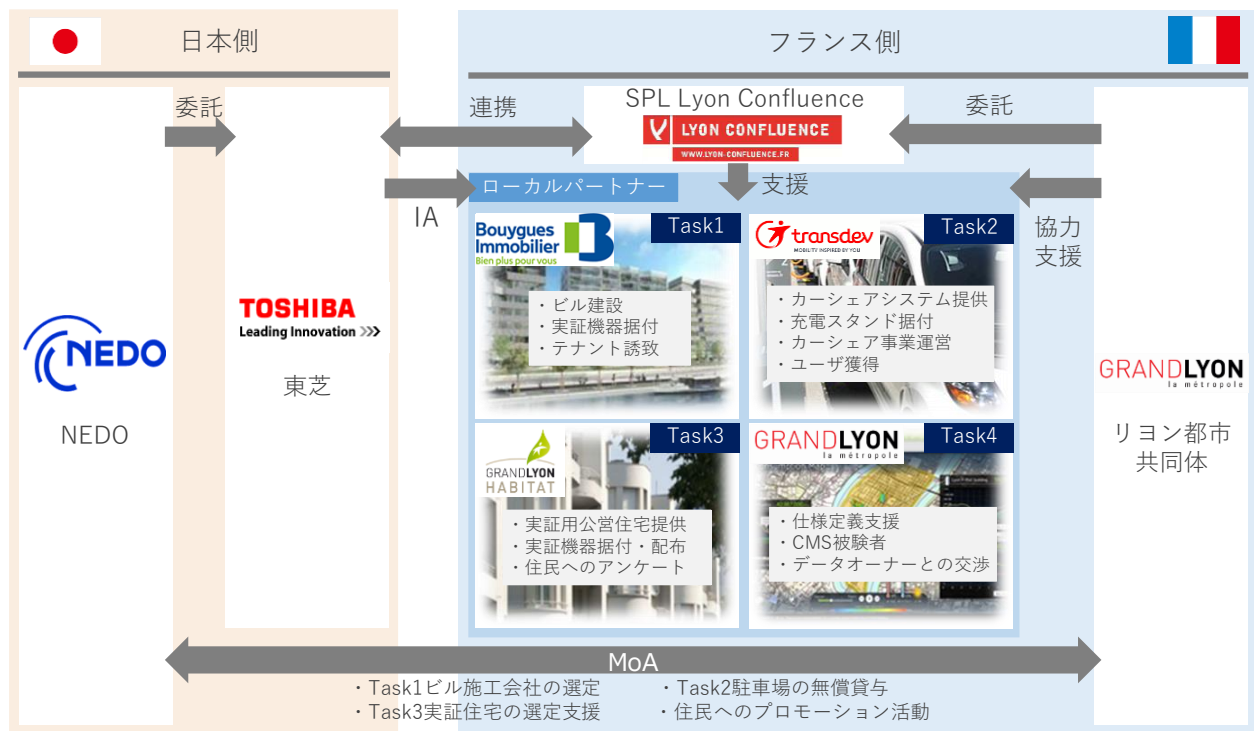 日本側
フランス側
委託
連携
SPL Lyon Confluence
LYON CONFLUENCE
WWW.LYON-CONFLUENCE.FR
委託
ローカルパートナー
支援
IA
協力
支援
Bouygues
Immobilier
Bien plus pour vous
Task1
・ビル建設
・実証機器据付
・テナント誘致
transdev
MOBILITY INSPIRED BY YOU
Task2
・カーシェアシステム提供
・充電スタンド据付
・カーシェア事業運営
・ユーザ獲得
TOSHIBA
Leading Innovation >>>
東芝
NEDO
NEDO
GRANDLYON
la métropole
リヨン都市
共同体
GRANDLYON
HABITAT
Task3
・実証用公営住宅提供
・実証機器据付・配布
・住民へのアンケート
GRANDLYON
la métropole
Task4
・仕様定義支援
・CMS被験者
・データオーナーとの交渉
MoA
・Task1ビル施工会社の選定
・Task2駐車場の無償貸与
・Task3実証住宅の選定支援
・住民へのプロモーション活動